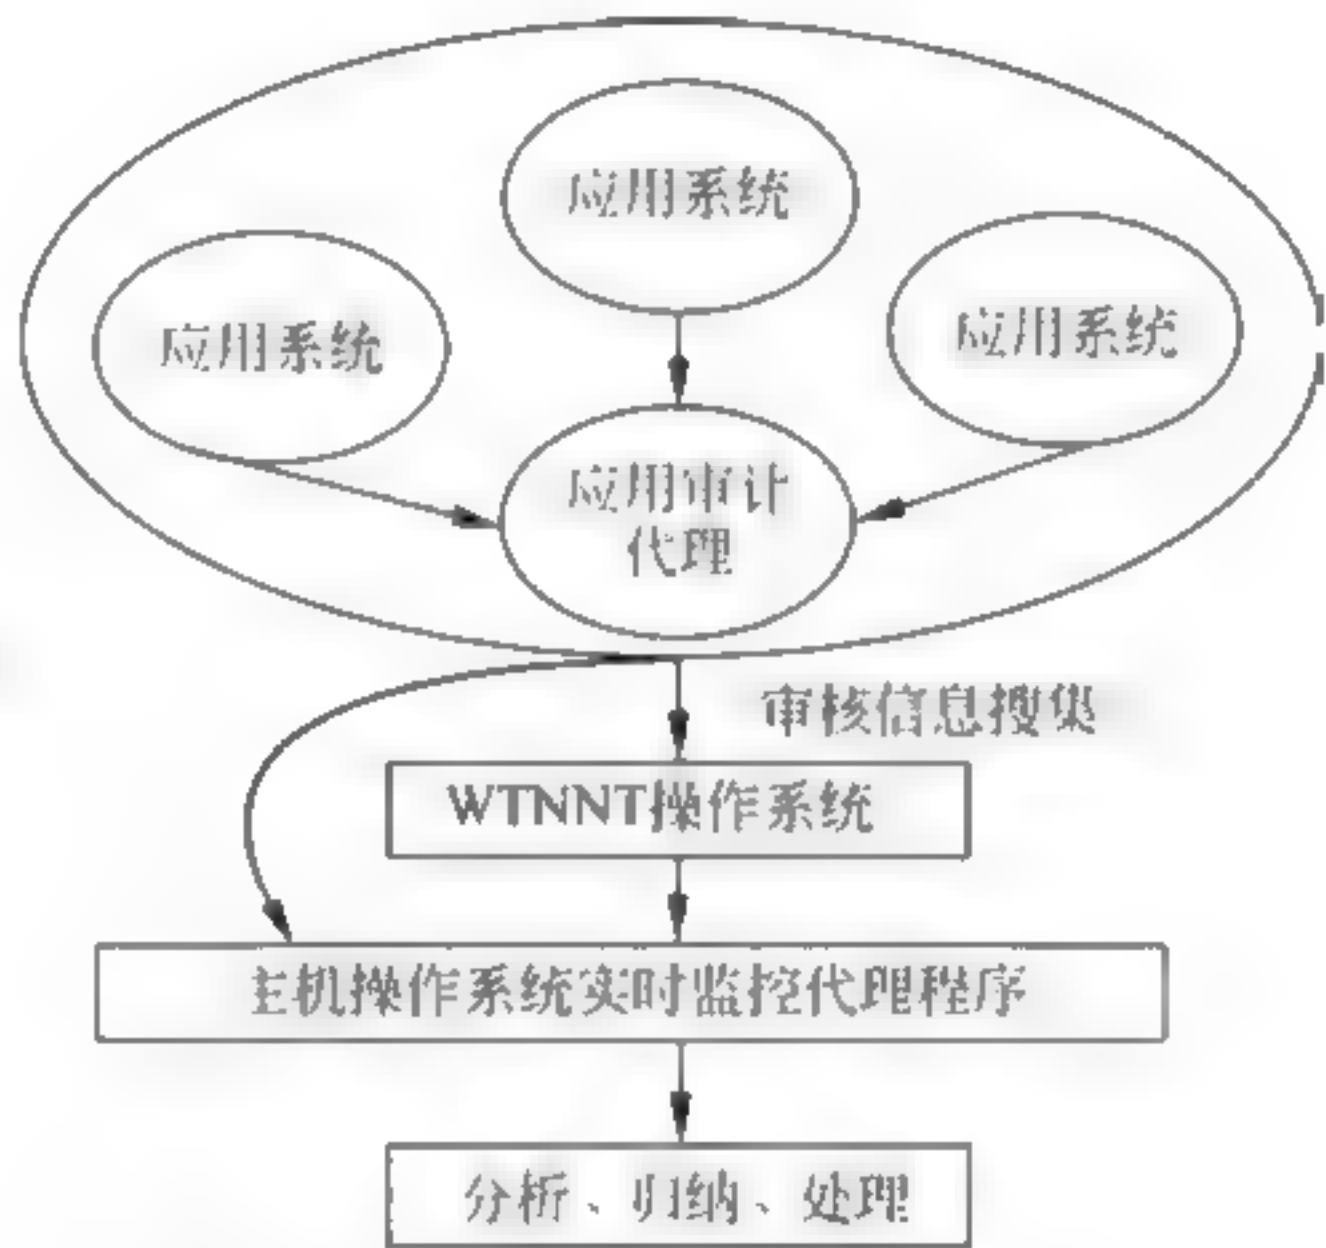 应用系统
应用系统
应用系统
应用审计
代理
审核信息搜集
WTNNT操作系统
主机操作系统实时监控代理程序
分析、归纳、处理